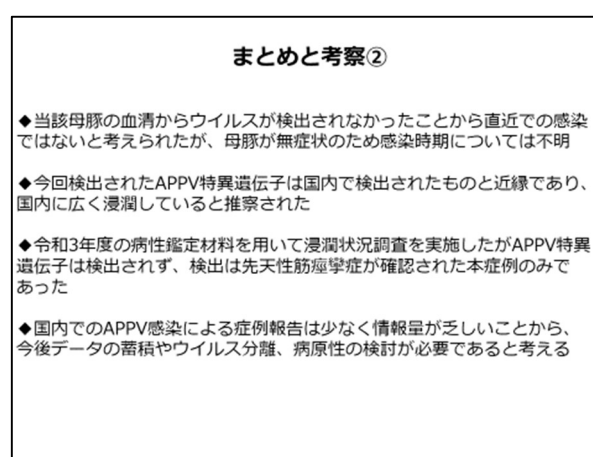 まとめと考察②
◆当該母豚の血清からウイルスが検出されなかったことから直近での感染
ではないと考えられたが、母豚が無症状のため感染時期については不明
◆今回検出されたAPPV特異遺伝子は国内で検出されたものと近縁であり、
国内に広く浸潤していると推察された
◆令和3年度の病性鑑定材料を用いて浸潤状況調査を実施したがAPPV特異
遺伝子は検出されず、検出は先天性筋痙攣症が確認された本症例のみで
あった
◆国内でのAPPV感染による症例報告は少なく情報量が乏しいことから、
今後データの蓄積やウイルス分離、病原性の検討が必要であると考える